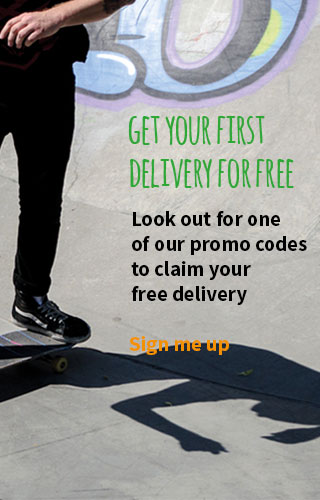 GET YOUR FIRST
DELIVERY FOR FREE
Look out for one
of our promo codes
to claim your
free delivery
Sign me up